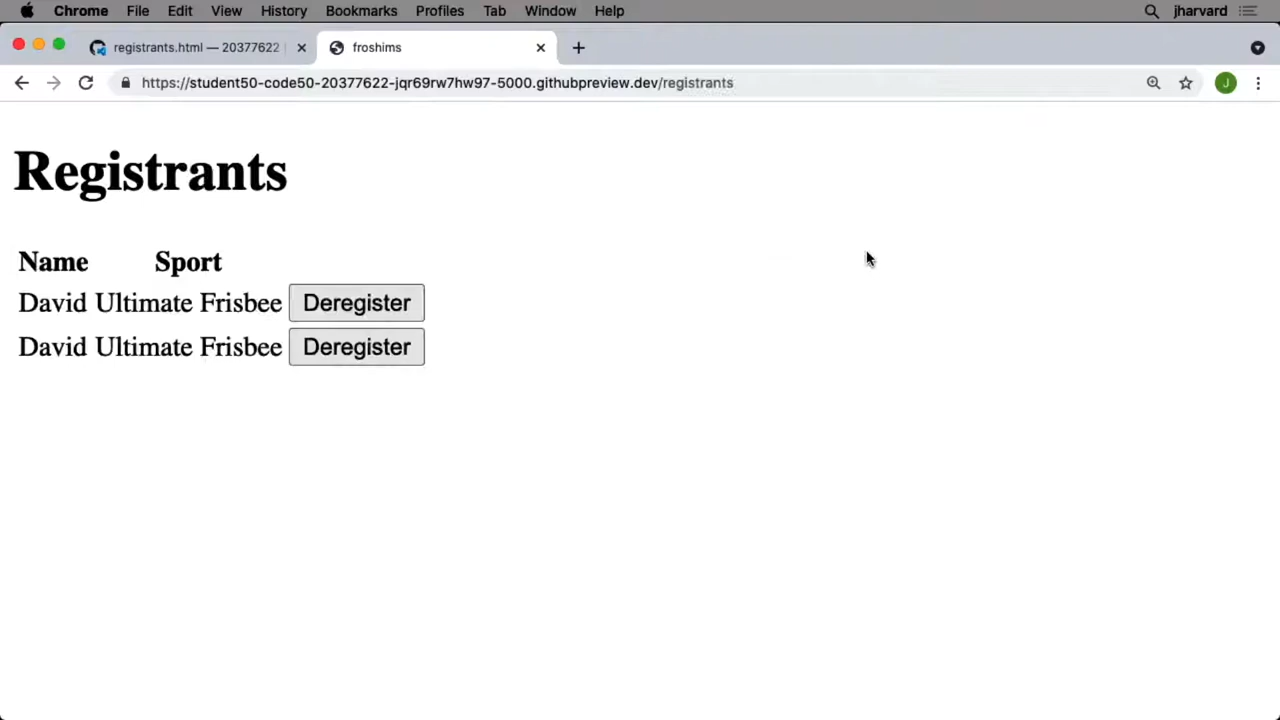 Chrome File Edit View History Bookmarks Profiles Tab Window Help jharvard
registrants.html — 20377622 froshims
https://student50-code50-20377622-jqr69rw7hw97-5000.githubpreview.dev/registrants J
Registrants
Name Sport
David Ultimate Frisbee Deregister
David Ultimate Frisbee Deregister